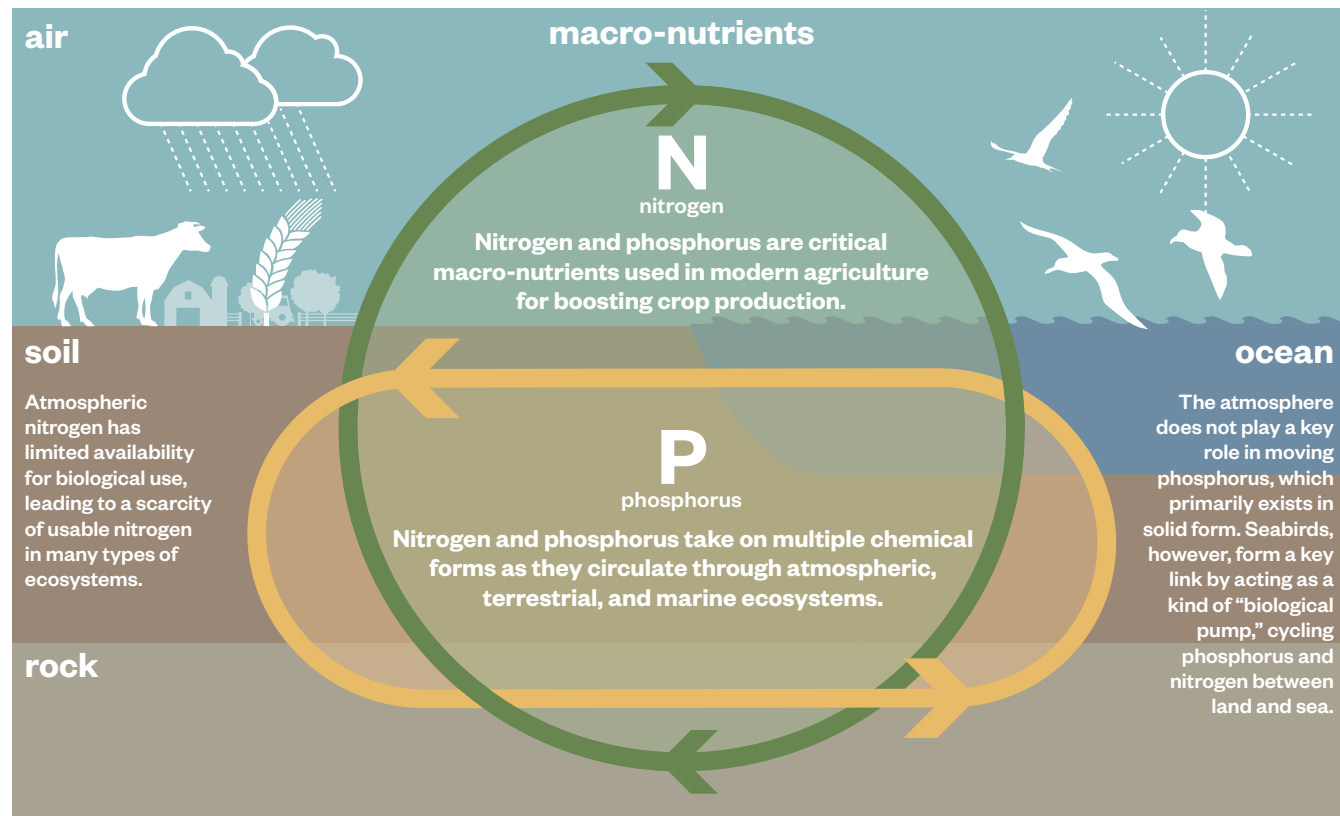 air
macro-nutrients
N
nitrogen
Nitrogen and phosphorus are critical
macro-nutrients used in modern agriculture
for boosting crop production.
soil
Atmospheric
nitrogen has
limited availability
for biological use,
leading to a scarcity
of usable nitrogen
in many types of
ecosystems.
P
phosphorus
Nitrogen and phosphorus take on multiple chemical
forms as they circulate through atmospheric,
terrestrial, and marine ecosystems.
ocean
The atmosphere
does not play a key
role in moving
phosphorus, which
primarily exists in
solid form. Seabirds,
however, form a key
link by acting as a
kind of “biological
pump,” cycling
phosphorus and
nitrogen between
land and sea.
rock